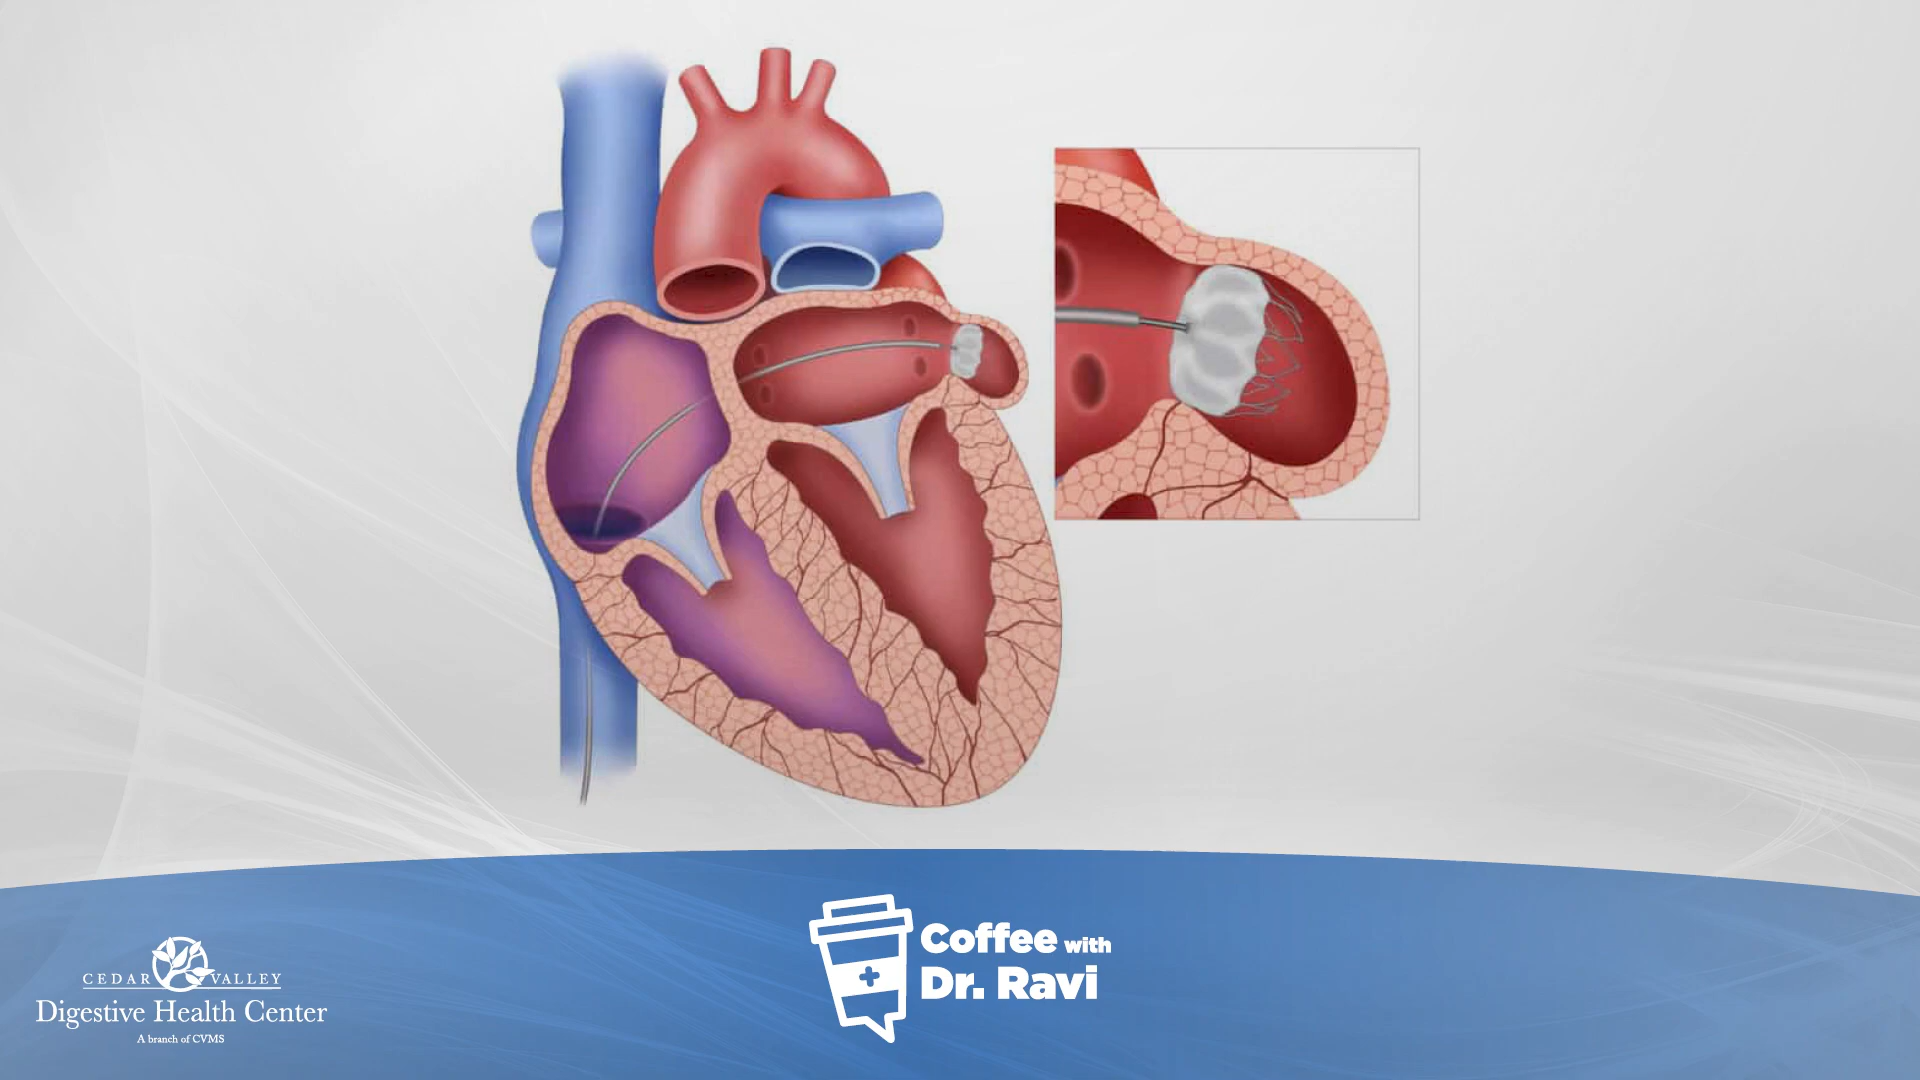 CEDAR VALLEY
Digestive Health Center
A branch of CVMS
Coffee with
Dr. Ravi